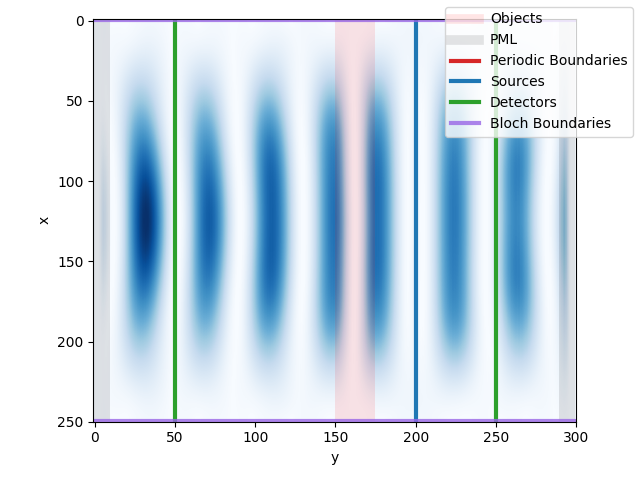 Objects
PML
Periodic Boundaries
Sources
Detectors
Bloch Boundaries
0
50
100
150
200
250
x
0 50 100 150 200 250 300
y